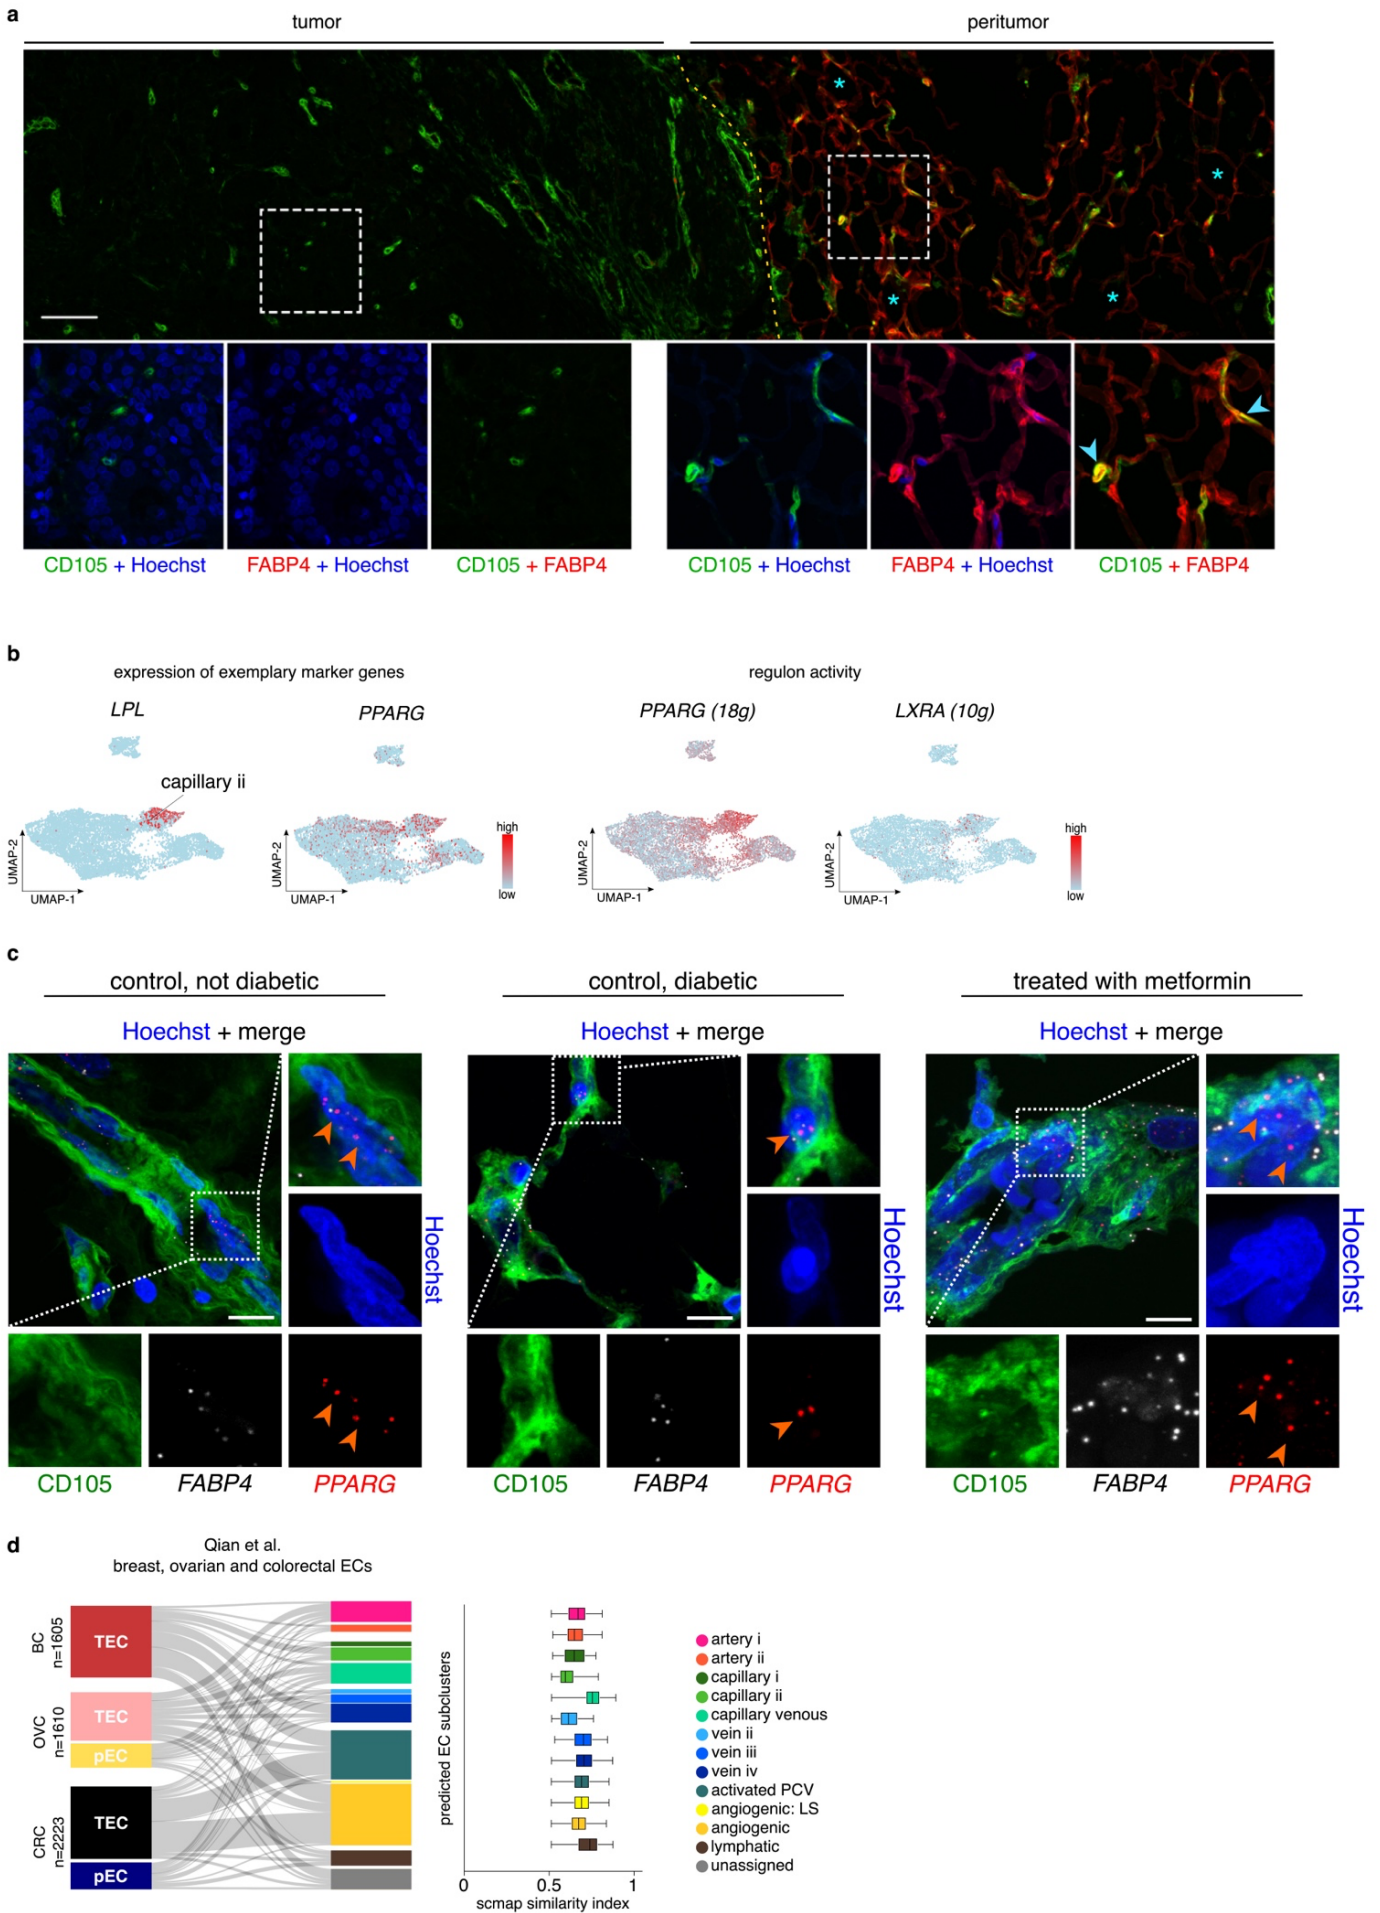 a
tumor
peritumor
*
*
*
*
CD105 + Hoechst
FABP4 + Hoechst
CD105 + FABP4
CD105 + Hoechst
FABP4 + Hoechst
CD105 + FABP4
b
expression of exemplary marker genes
regulon activity
LPL
PPARG
PPARG (18g)
LXRA (10g)
capillary ii
UMAP-2
UMAP-1
UMAP-2
UMAP-1
high
low
UMAP-2
UMAP-1
UMAP-2
UMAP-1
high
low
c
control, not diabetic
control, diabetic
treated with metformin
Hoechst + merge
Hoechst + merge
Hoechst + merge
Hoechst
Hoechst
Hoechst
CD105
FABP4
PPARG
CD105
FABP4
PPARG
CD105
FABP4
PPARG
d
Qian et al.
breast, ovarian and colorectal ECs
BC
n=1605
TEC
OVC
n=1610
TEC
pEC
CRC
n=2223
TEC
pEC
predicted EC subclusters
0
0.5
1
scmap similarity index
artery i
artery ii
capillary i
capillary ii
capillary venous
vein ii
vein iii
vein iv
activated PCV
angiogenic: LS
angiogenic
lymphatic
unassigned